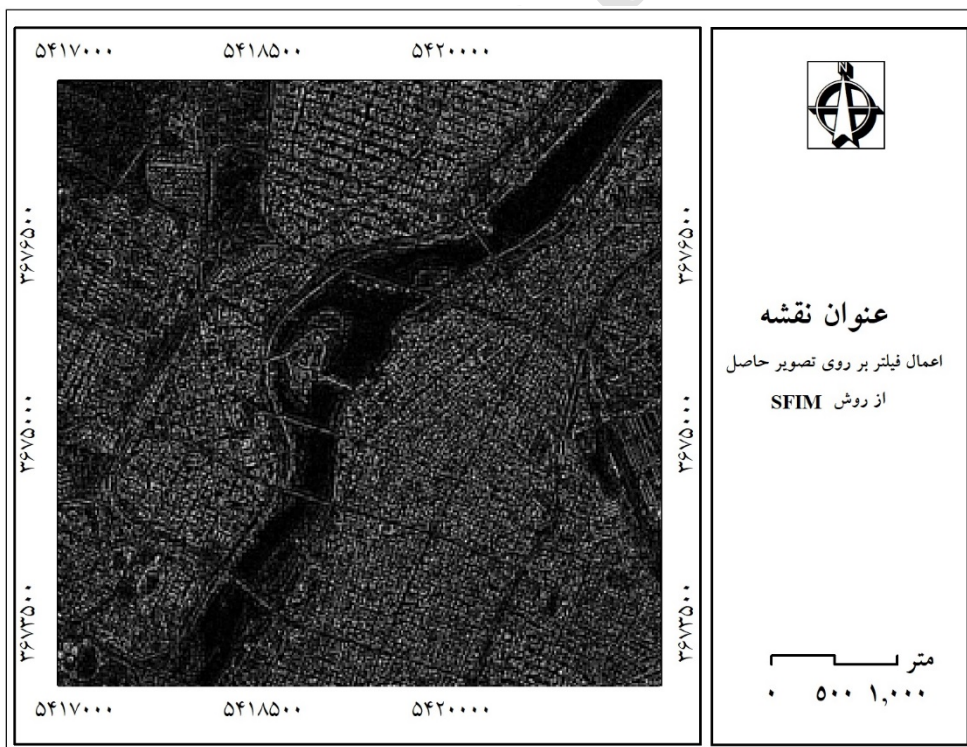 ۵۴۱۷۰۰۰ ۵۴۱۸۵۰۰ ۵۴۲۰۰۰۰
۳۶۷۶۵۰۰ ۳۶۷۶۵۰۰
۳۶۷۵۰۰۰ ۳۶۷۵۰۰۰
۳۶۷۳۵۰۰ ۳۶۷۳۵۰۰
۵۴۱۷۰۰۰ ۵۴۱۸۵۰۰ ۵۴۲۰۰۰۰
N
عنوان نقشه
اعمال فیلتر بر روی تصویر حاصل
از روش SFIM
متر
۰ ۵۰۰ ۱,۰۰۰